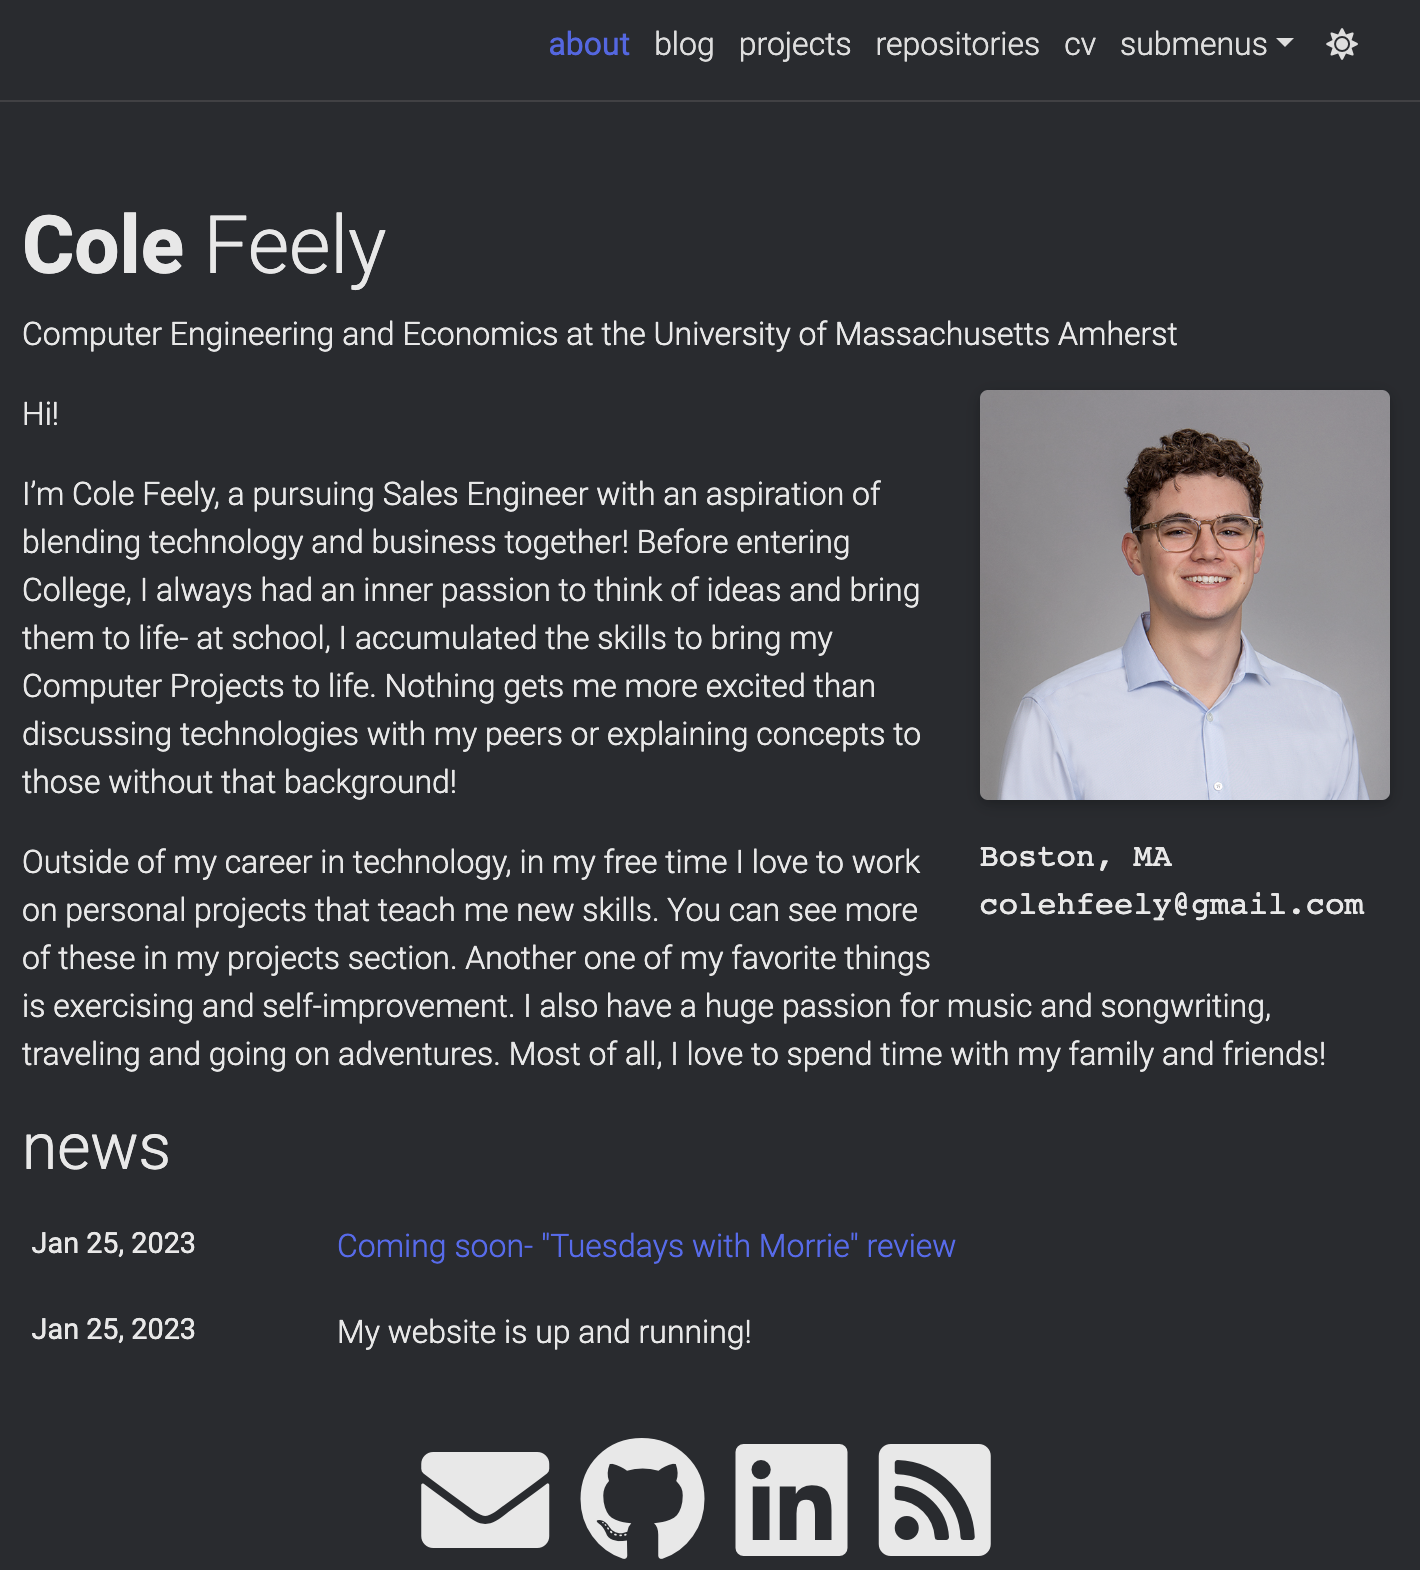 about blog projects repositories cv submenus
Cole Feely
Computer Engineering and Economics at the University of Massachusetts Amherst
Hi!
I’m Cole Feely, a pursuing Sales Engineer with an aspiration of
blending technology and business together! Before entering
College, I always had an inner passion to think of ideas and bring
them to life- at school, I accumulated the skills to bring my
Computer Projects to life. Nothing gets me more excited than
discussing technologies with my peers or explaining concepts to
those without that background!
Boston, MA
colehfeely@gmail.com
Outside of my career in technology, in my free time I love to work
on personal projects that teach me new skills. You can see more
of these in my projects section. Another one of my favorite things
is exercising and self-improvement. I also have a huge passion for music and songwriting,
traveling and going on adventures. Most of all, I love to spend time with my family and friends!
news
Jan 25, 2023 Coming soon- "Tuesdays with Morrie" review
Jan 25, 2023 My website is up and running!
in